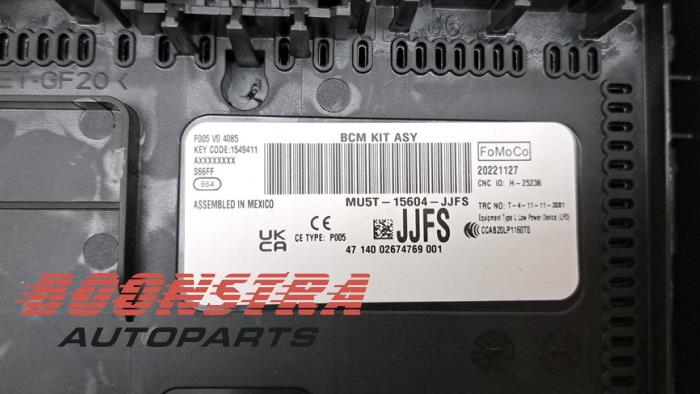 ET-GF20<
F005 V0 4085
KEY CODE:1549411
AXXXXXXXX
S66FF
864
ASSEMBLED IN MEXICO
BCM KIT ASY
MU5T-15604-JJFS
FoMoCo
20221127
CNC ID: H-25236
TRC NO: T-4-11-11-3081
Equipment Type L Low Power Device (LPD)
CCAB20LP1160T0
UK
CA
CE
CE TYPE: P005
JJFS
47 140 02674769 001
BOONSTRA
AUTOPARTS